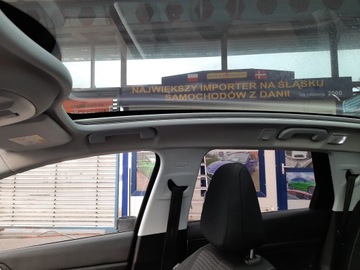 NAJWIĘKSZY IMPORTER NA ŚLĄSKU
SAMOCHODÓW Z DANII